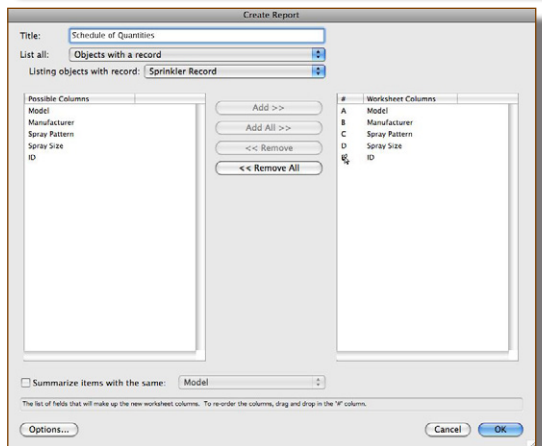 Create Report
Title: Schedule of Quantities
List all: Objects with a record
Listing objects with record: Sprinkler Record
Possible Columns
Model
Manufacturer
Spray Pattern
Spray Size
ID
Add >>
Add All >>
<< Remove
<< Remove All
# Worksheet Columns
A Model
B Manufacturer
C Spray Pattern
D Spray Size
ID
Summarize items with the same: Model
The list of fields that will make up the new worksheet columns. To re-order the columns, drag and drop in the '#' column.
Options...
Cancel
OK